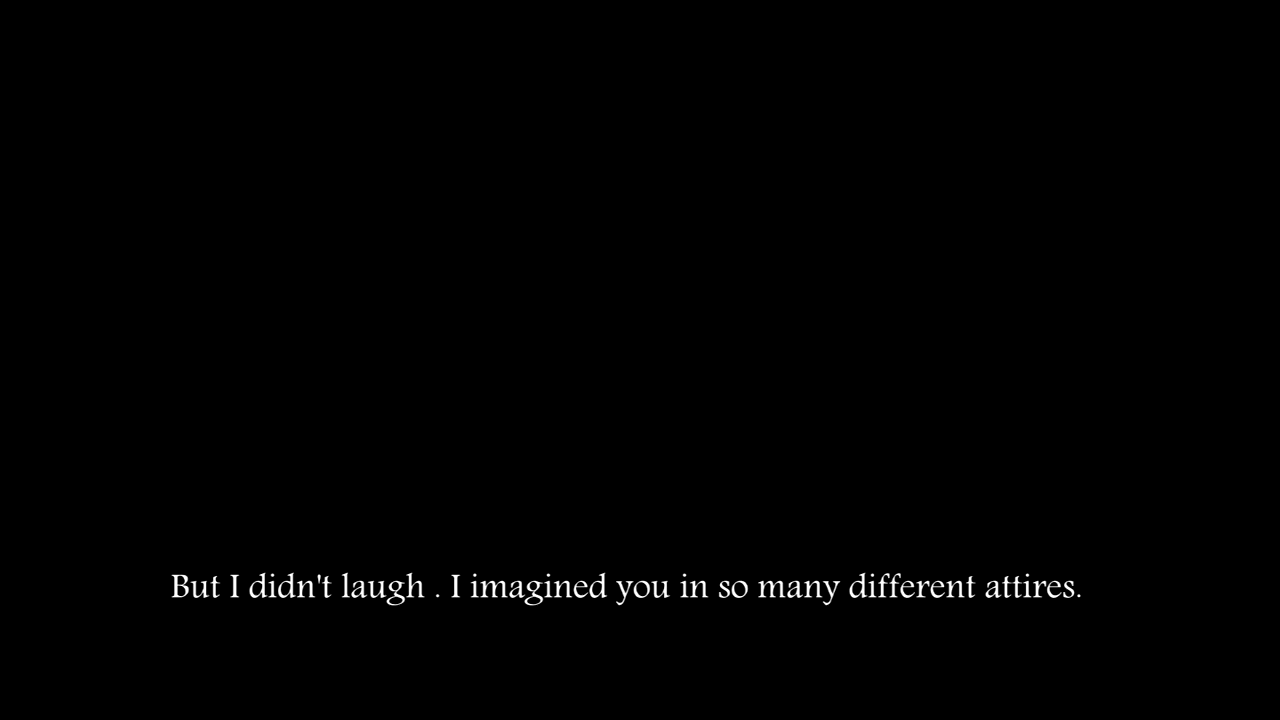 But I didn't laugh . I imagined you in so many different attires.